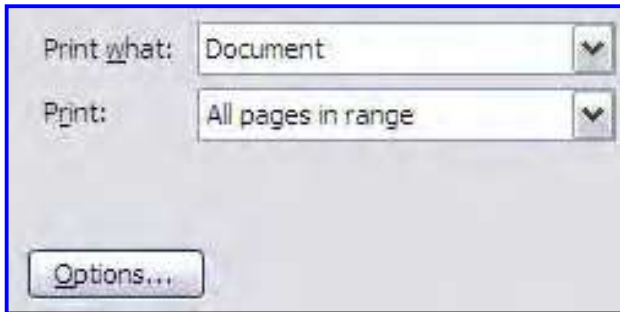 Print what: Document
Print: All pages in range
Options...